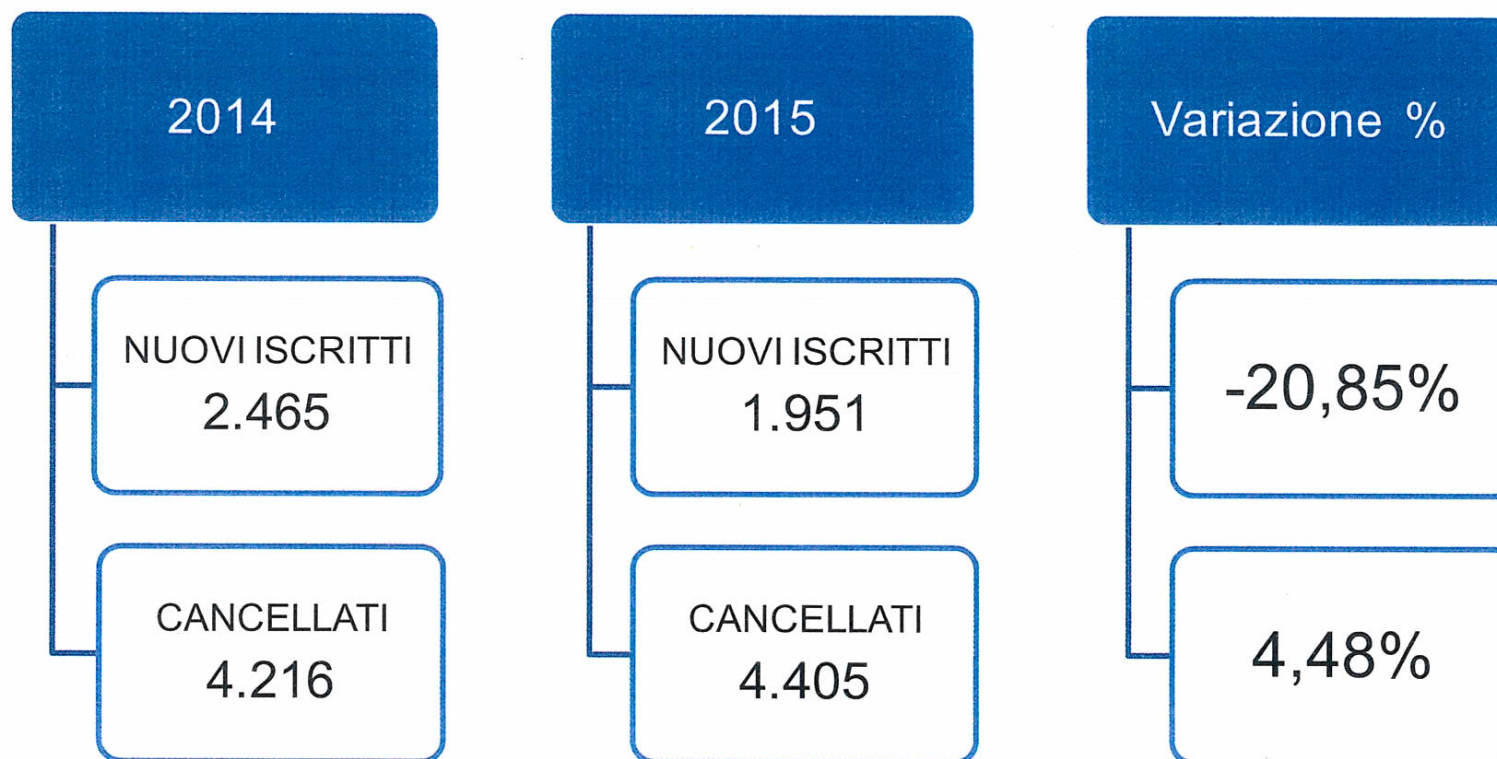 2014
NUOVI ISCRITTI
2.465
CANCELLATI
4.216
2015
NUOVI ISCRITTI
1.951
CANCELLATI
4.405
Variazione %
-20,85%
4,48%